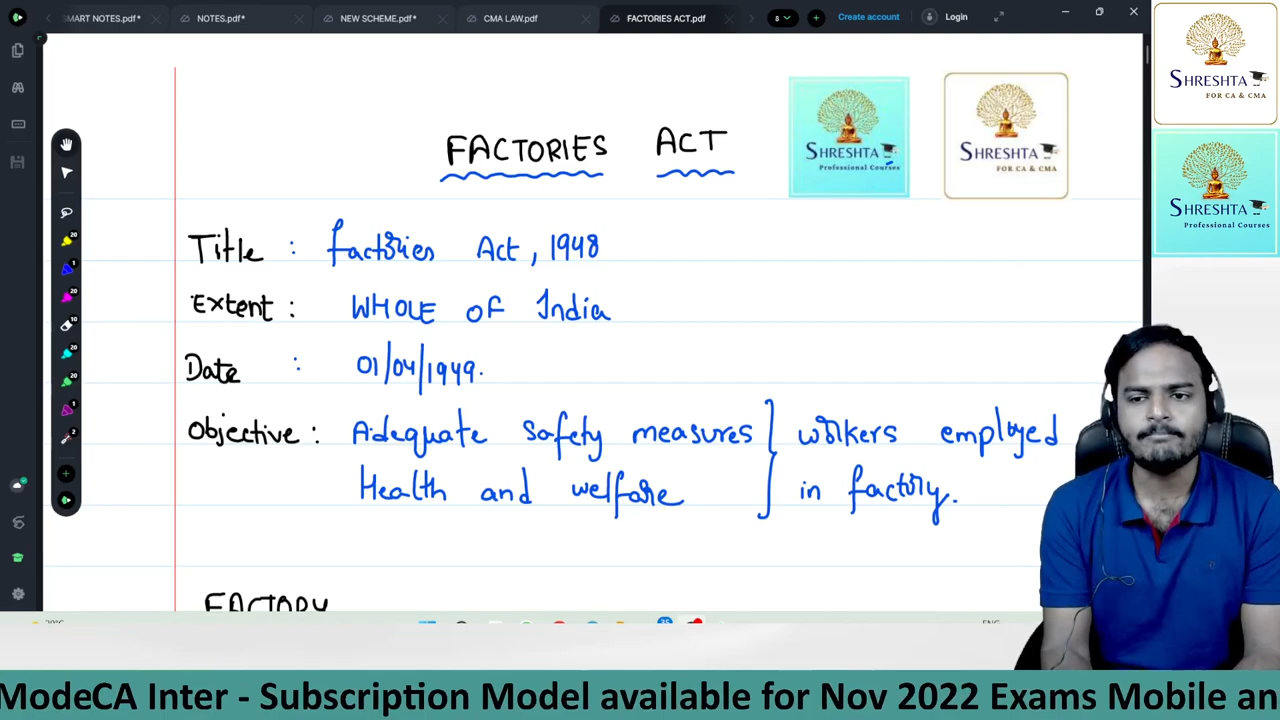 SMART NOTES.pdf* NOTES.pdf* NEW SCHEME.pdf* CMA LAW.pdf FACTORIES ACT.pdf 8 Create account Login
SHRESHTA
FOR CA & CMA
SHRESHTA
Professional Courses
SHRESHTA
FOR CA & CMA
SHRESHTA
Professional Courses
FACTORIES ACT
Title : factories Act, 1948
Extent : WHOLE OF India
Date : 01/04/1949.
Objective : Adequate Safety measures } workers employed
Health and welfare } in factory.
FACTORY
ENG
ModeCA Inter - Subscription Model available for Nov 2022 Exams Mobile an